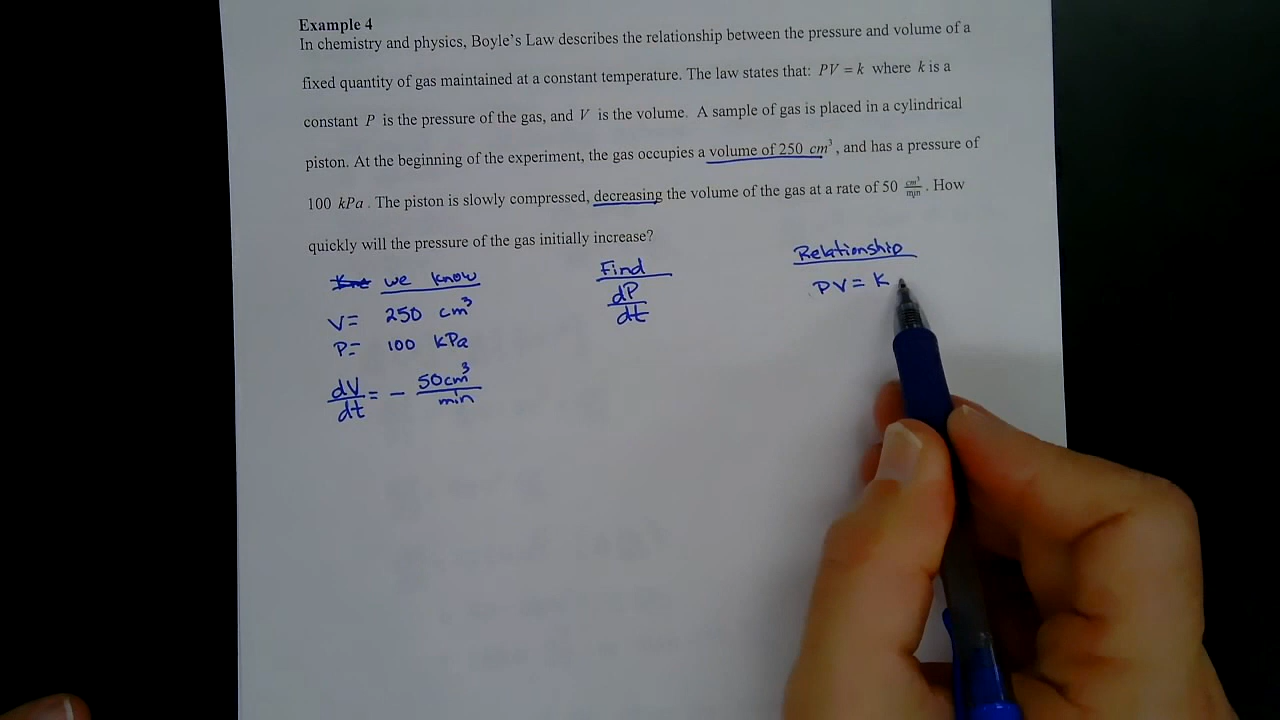 Example 4
In chemistry and physics, Boyle's Law describes the relationship between the pressure and volume of a
fixed quantity of gas maintained at a constant temperature. The law states that: PV = k where k is a
constant P is the pressure of the gas, and V is the volume. A sample of gas is placed in a cylindrical
piston. At the beginning of the experiment, the gas occupies a volume of 250 cm³, and has a pressure of
100 kPa. The piston is slowly compressed, decreasing the volume of the gas at a rate of 50 cm³/min. How
quickly will the pressure of the gas initially increase?
we know
V= 250 cm³
P= 100 kPa
dV/dt = - 50cm³/min
Find
dP/dt
Relationship
PV= K